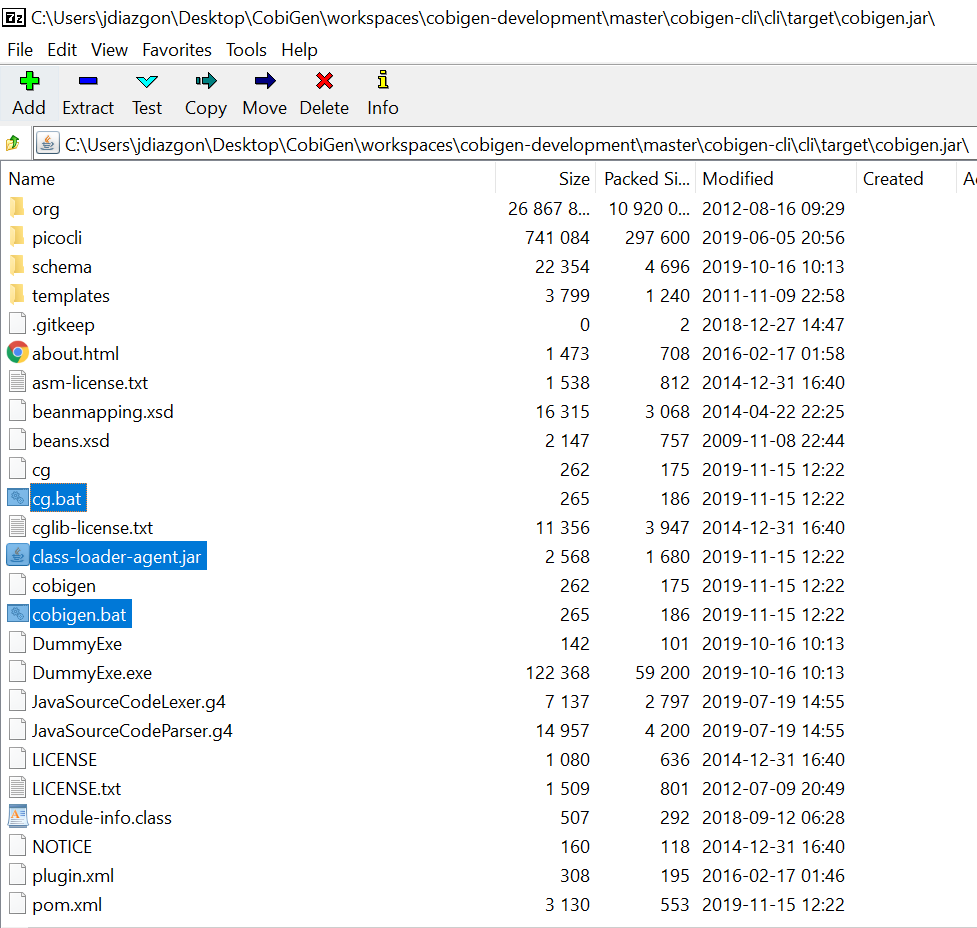 7z C:\Users\jdiazgon\Desktop\CobiGen\workspaces\cobigen-development\master\cobigen-cli\cli\target\cobigen.jar\
File Edit View Favorites Tools Help
Add Extract Test Copy Move Delete Info
C:\Users\jdiazgon\Desktop\CobiGen\workspaces\cobigen-development\master\cobigen-cli\cli\target\cobigen.jar\
Name Size Packed Si... Modified Created
org 26 867 8... 10 920 0... 2012-08-16 09:29
picocli 741 084 297 600 2019-06-05 20:56
schema 22 354 4 696 2019-10-16 10:13
templates 3 799 1 240 2011-11-09 22:58
.gitkeep 0 2 2018-12-27 14:47
about.html 1 473 708 2016-02-17 01:58
asm-license.txt 1 538 812 2014-12-31 16:40
beanmapping.xsd 16 315 3 068 2014-04-22 22:25
beans.xsd 2 147 757 2009-11-08 22:44
cg 262 175 2019-11-15 12:22
cg.bat 265 186 2019-11-15 12:22
cglib-license.txt 11 356 3 947 2014-12-31 16:40
class-loader-agent.jar 2 568 1 680 2019-11-15 12:22
cobigen 262 175 2019-11-15 12:22
cobigen.bat 265 186 2019-11-15 12:22
DummyExe 142 101 2019-10-16 10:13
DummyExe.exe 122 368 59 200 2019-10-16 10:13
JavaSourceCodeLexer.g4 7 137 2 797 2019-07-19 14:55
JavaSourceCodeParser.g4 14 957 4 200 2019-07-19 14:55
LICENSE 1 080 636 2014-12-31 16:40
LICENSE.txt 1 509 801 2012-07-09 20:49
module-info.class 507 292 2018-09-12 06:28
NOTICE 160 118 2014-12-31 16:40
plugin.xml 308 195 2016-02-17 01:46
pom.xml 3 130 553 2019-11-15 12:22